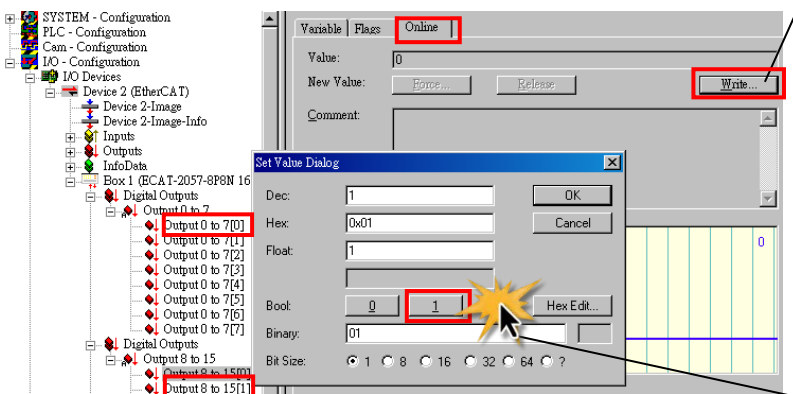 SYSTEM - Configuration
PLC - Configuration
Cam - Configuration
I/O - Configuration
I/O Devices
Device 2 (EtherCAT)
Device 2-Image
Device 2-Image-Info
Inputs
Outputs
InfoData
Box 1 (ECAT-2057-8P8N 16
Digital Outputs
Output 0 to 7
Output 0 to 7[0]
Output 0 to 7[1]
Output 0 to 7[2]
Output 0 to 7[3]
Output 0 to 7[4]
Output 0 to 7[5]
Output 0 to 7[6]
Output 0 to 7[7]
Digital Outputs
Output 8 to 15
Output 8 to 15[0]
Output 8 to 15[1]
Variable Flags Online
Value: 0
New Value: Force... Release Write...
Comment:
0
Set Value Dialog
Dec: 1 OK
Hex: 0x01 Cancel
Float: 1
Bool: 0 1 Hex Edit...
Binary: 01
Bit Size: 1 8 16 32 64 ?